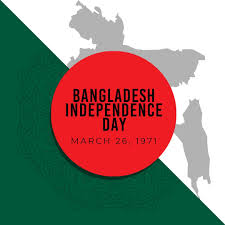 BANGLADESH
INDEPENDENCE
DAY
MARCH 26, 1971